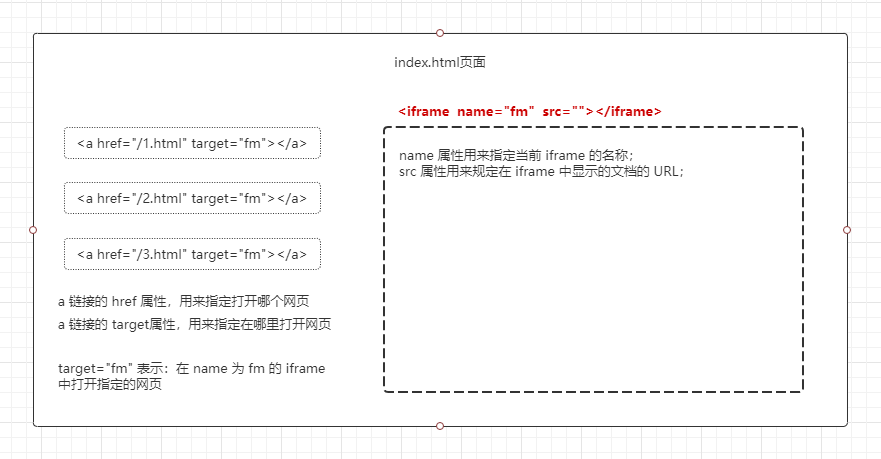 index.html页面
<iframe name="fm" src=""></iframe>
<a href="/1.html" target="fm"></a>
<a href="/2.html" target="fm"></a>
<a href="/3.html" target="fm"></a>
a 链接的 href 属性，用来指定打开哪个网页
a 链接的 target属性，用来指定在哪里打开网页
target="fm" 表示：在 name 为 fm 的 iframe
中打开指定的网页
name 属性用来指定当前 iframe 的名称；
src 属性用来规定在 iframe 中显示的文档的 URL；